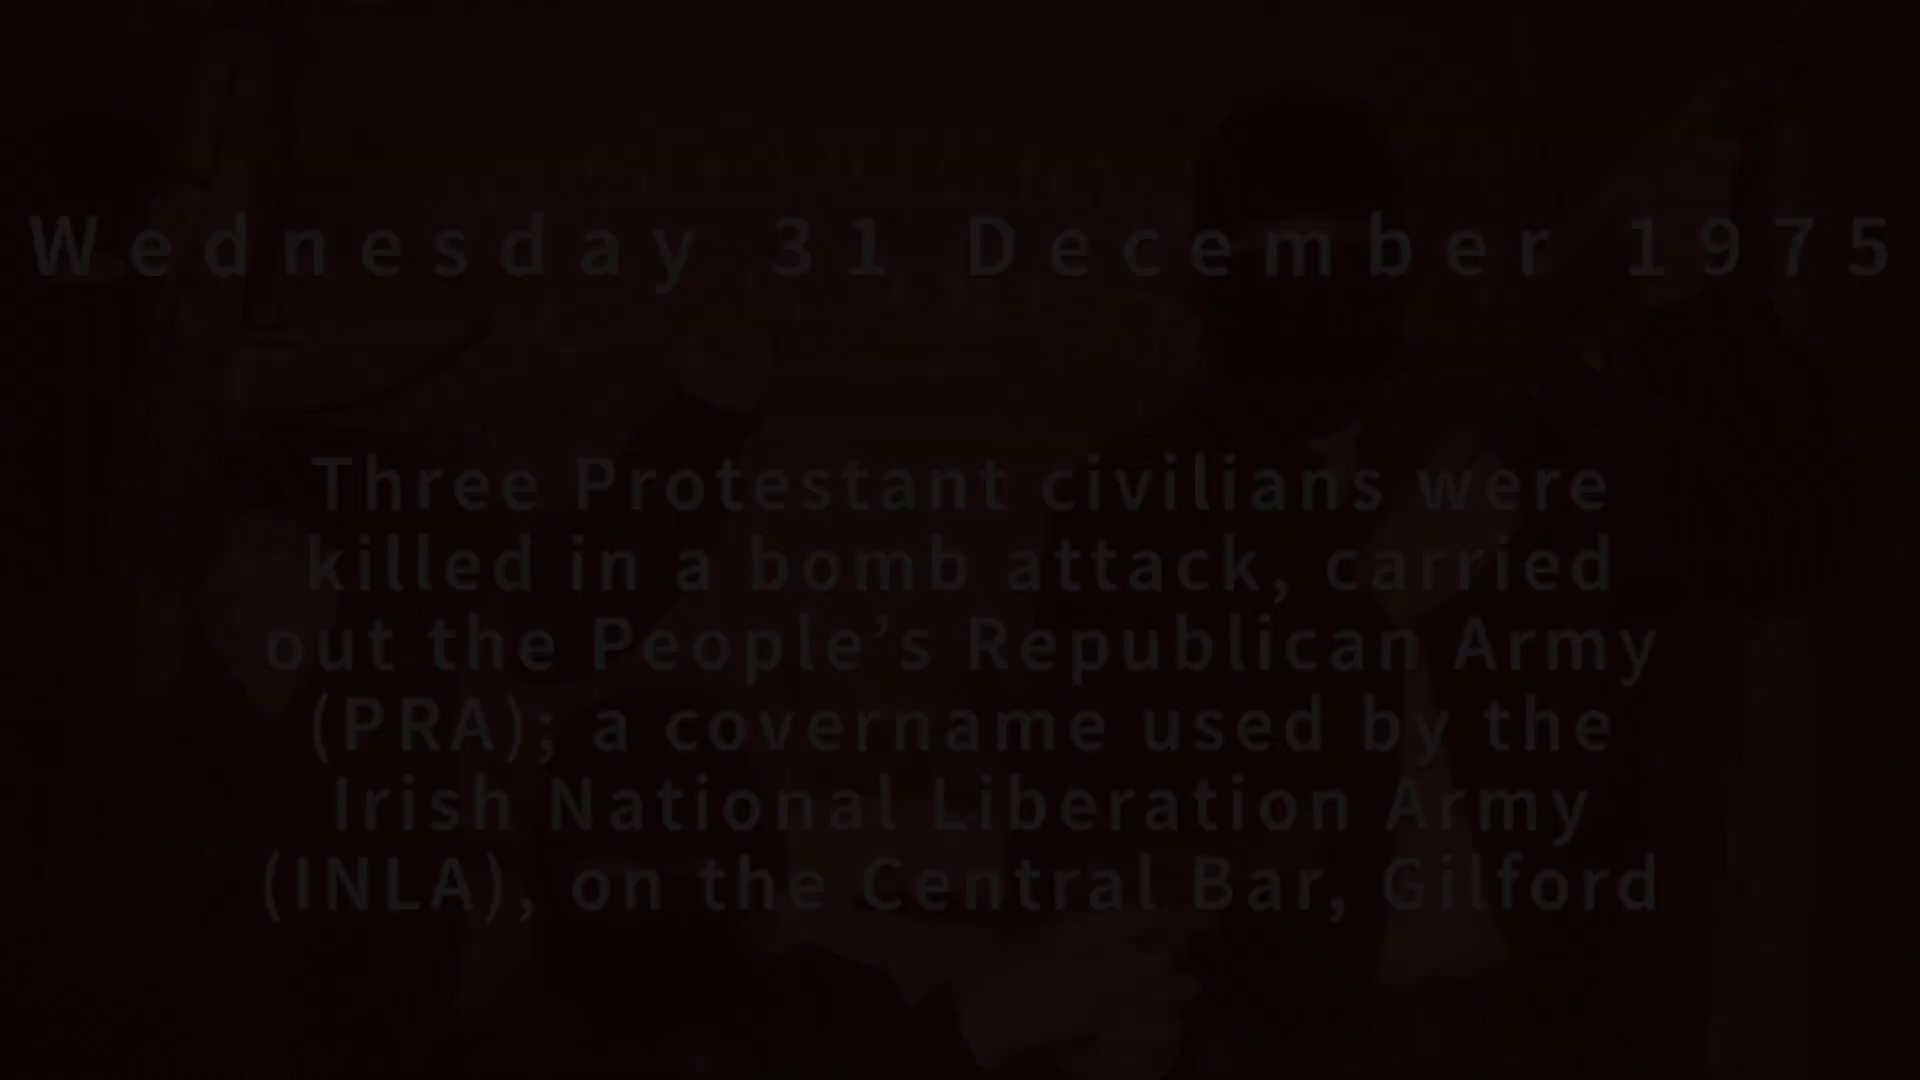 Wednesday 31 December 1975
Three Protestant civilians were
killed in a bomb attack, carried
out the People’s Republican Army
(PRA); a covername used by the
Irish National Liberation Army
(INLA), on the Central Bar, Gilford